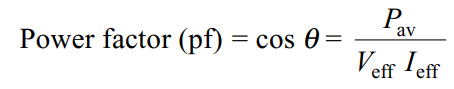 Power factor (pf) = cos θ = P_av / V_eff I_eff